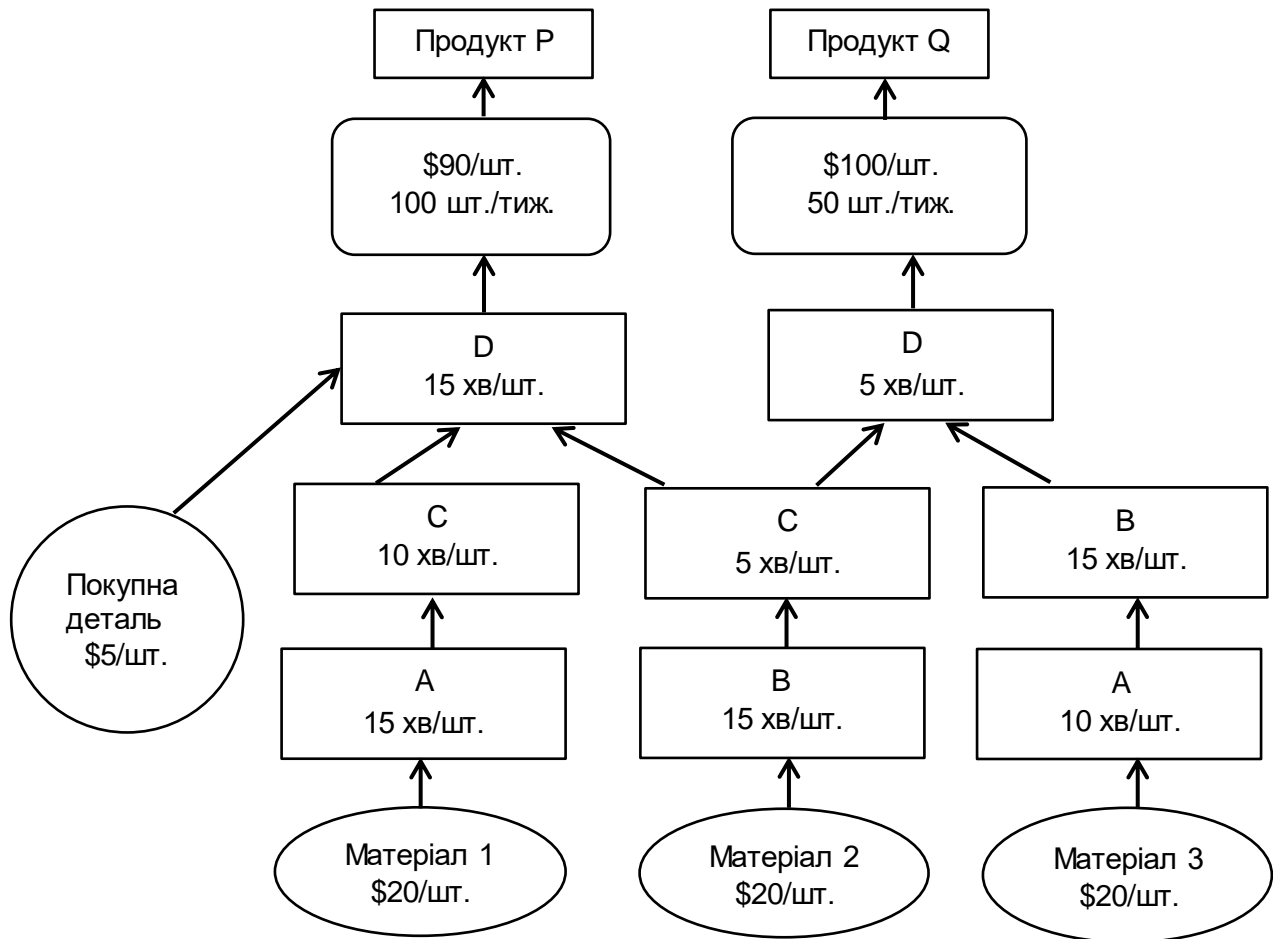 Продукт P
Продукт Q
$90/шт.
100 шт./тиж.
$100/шт.
50 шт./тиж.
D
15 хв/шт.
D
5 хв/шт.
C
10 хв/шт.
C
5 хв/шт.
B
15 хв/шт.
Покупна
деталь
$5/шт.
A
15 хв/шт.
B
15 хв/шт.
A
10 хв/шт.
Матеріал 1
$20/шт.
Матеріал 2
$20/шт.
Матеріал 3
$20/шт.